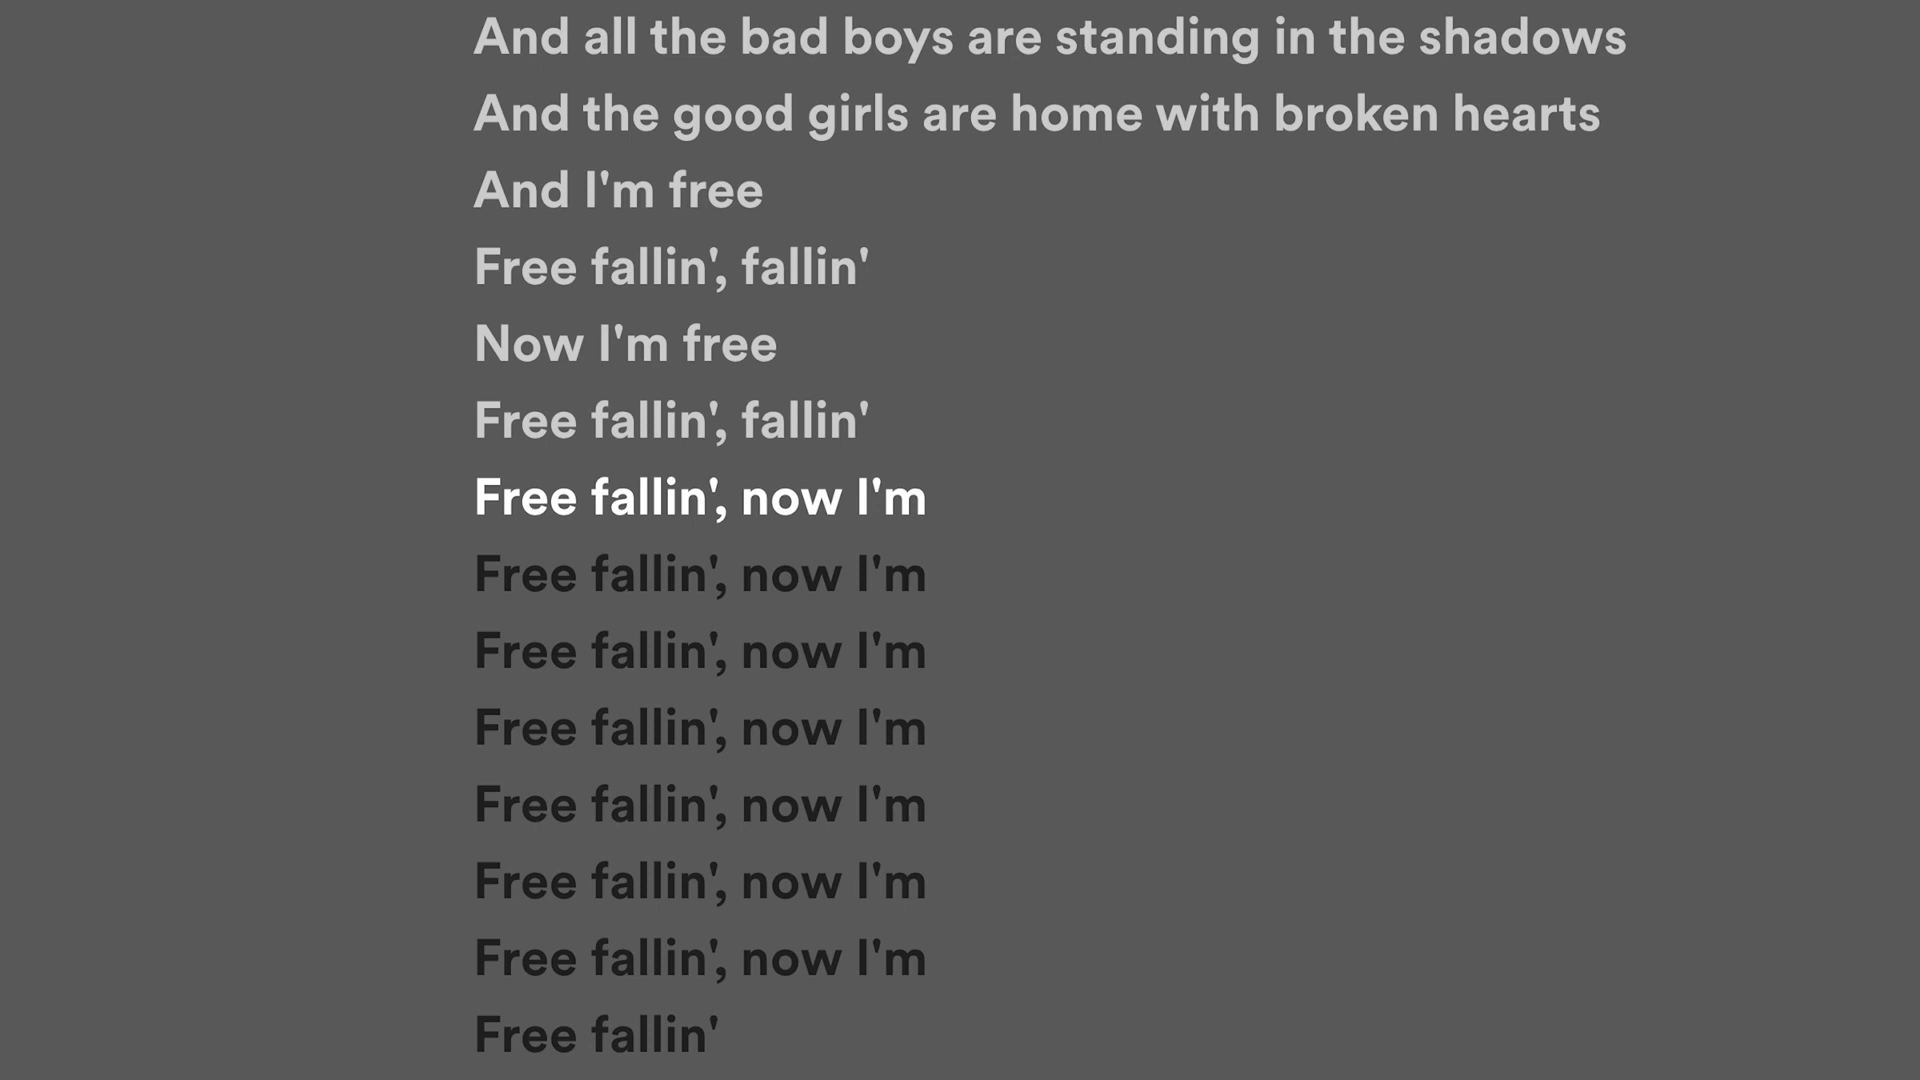 And all the bad boys are standing in the shadows
And the good girls are home with broken hearts
And I'm free
Free fallin', fallin'
Now I'm free
Free fallin', fallin'
Free fallin', now I'm
Free fallin', now I'm
Free fallin', now I'm
Free fallin', now I'm
Free fallin', now I'm
Free fallin', now I'm
Free fallin', now I'm
Free fallin'